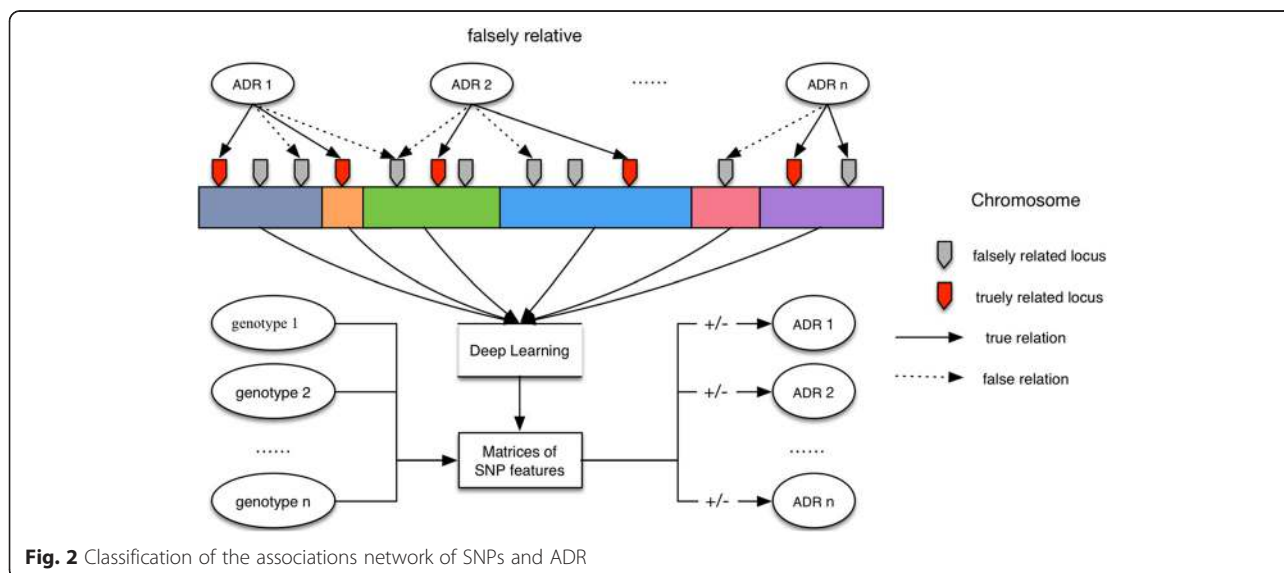 falsely relative
ADR 1
ADR 2
......
ADR n
Chromosome
falsely related locus
truely related locus
true relation
false relation
genotype 1
genotype 2
......
genotype n
Deep Learning
Matrices of
SNP features
+/-
ADR 1
+/-
ADR 2
......
+/-
ADR n
Fig. 2 Classification of the associations network of SNPs and ADR